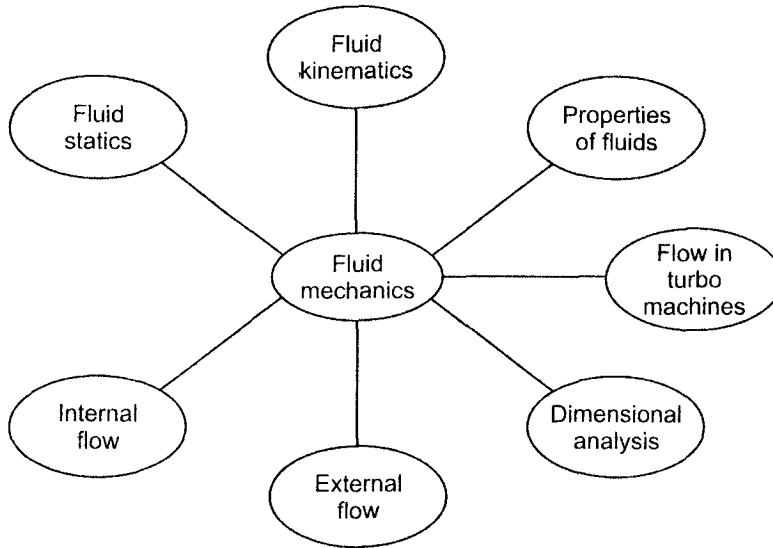 Fluid
kinematics
Fluid
statics
Properties
of fluids
Fluid
mechanics
Flow in
turbo
machines
Internal
flow
Dimensional
analysis
External
flow